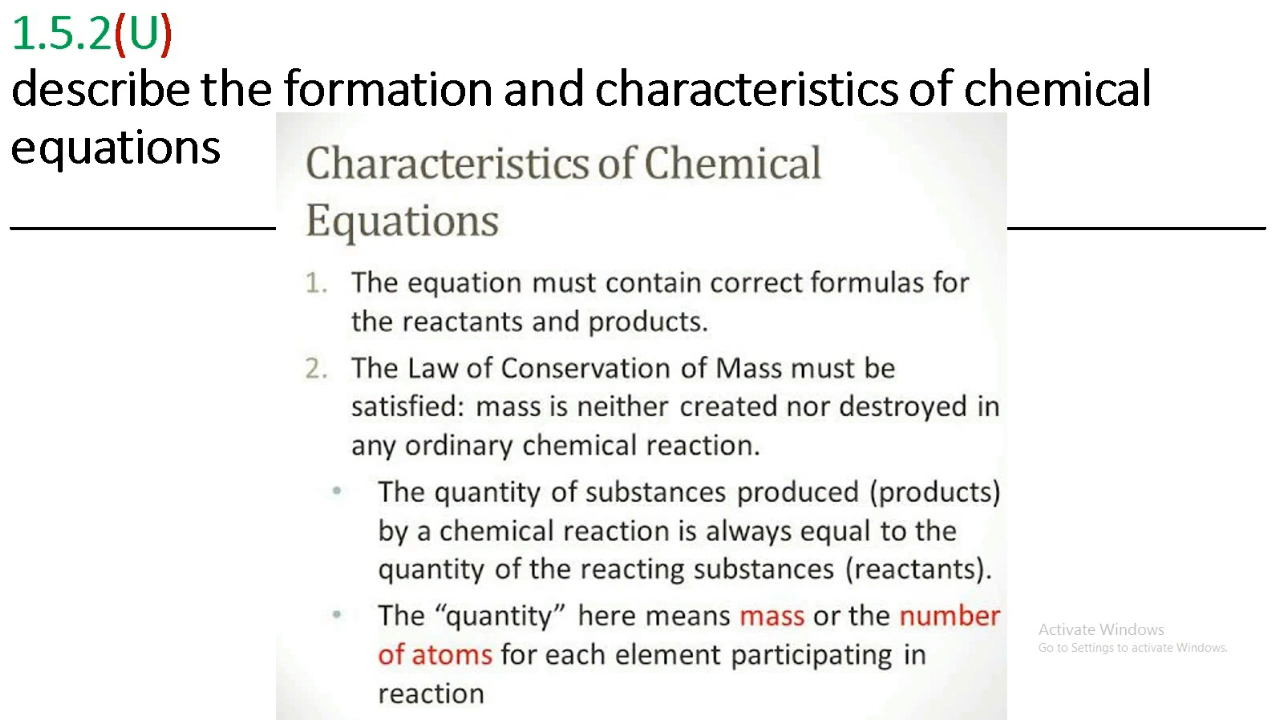 1.5.2(U)
describe the formation and characteristics of chemical
equations
Characteristics of Chemical
Equations
1. The equation must contain correct formulas for
the reactants and products.
2. The Law of Conservation of Mass must be
satisfied: mass is neither created nor destroyed in
any ordinary chemical reaction.
• The quantity of substances produced (products)
by a chemical reaction is always equal to the
quantity of the reacting substances (reactants).
• The “quantity” here means mass or the number
of atoms for each element participating in
reaction
Activate Windows
Go to Settings to activate Windows.